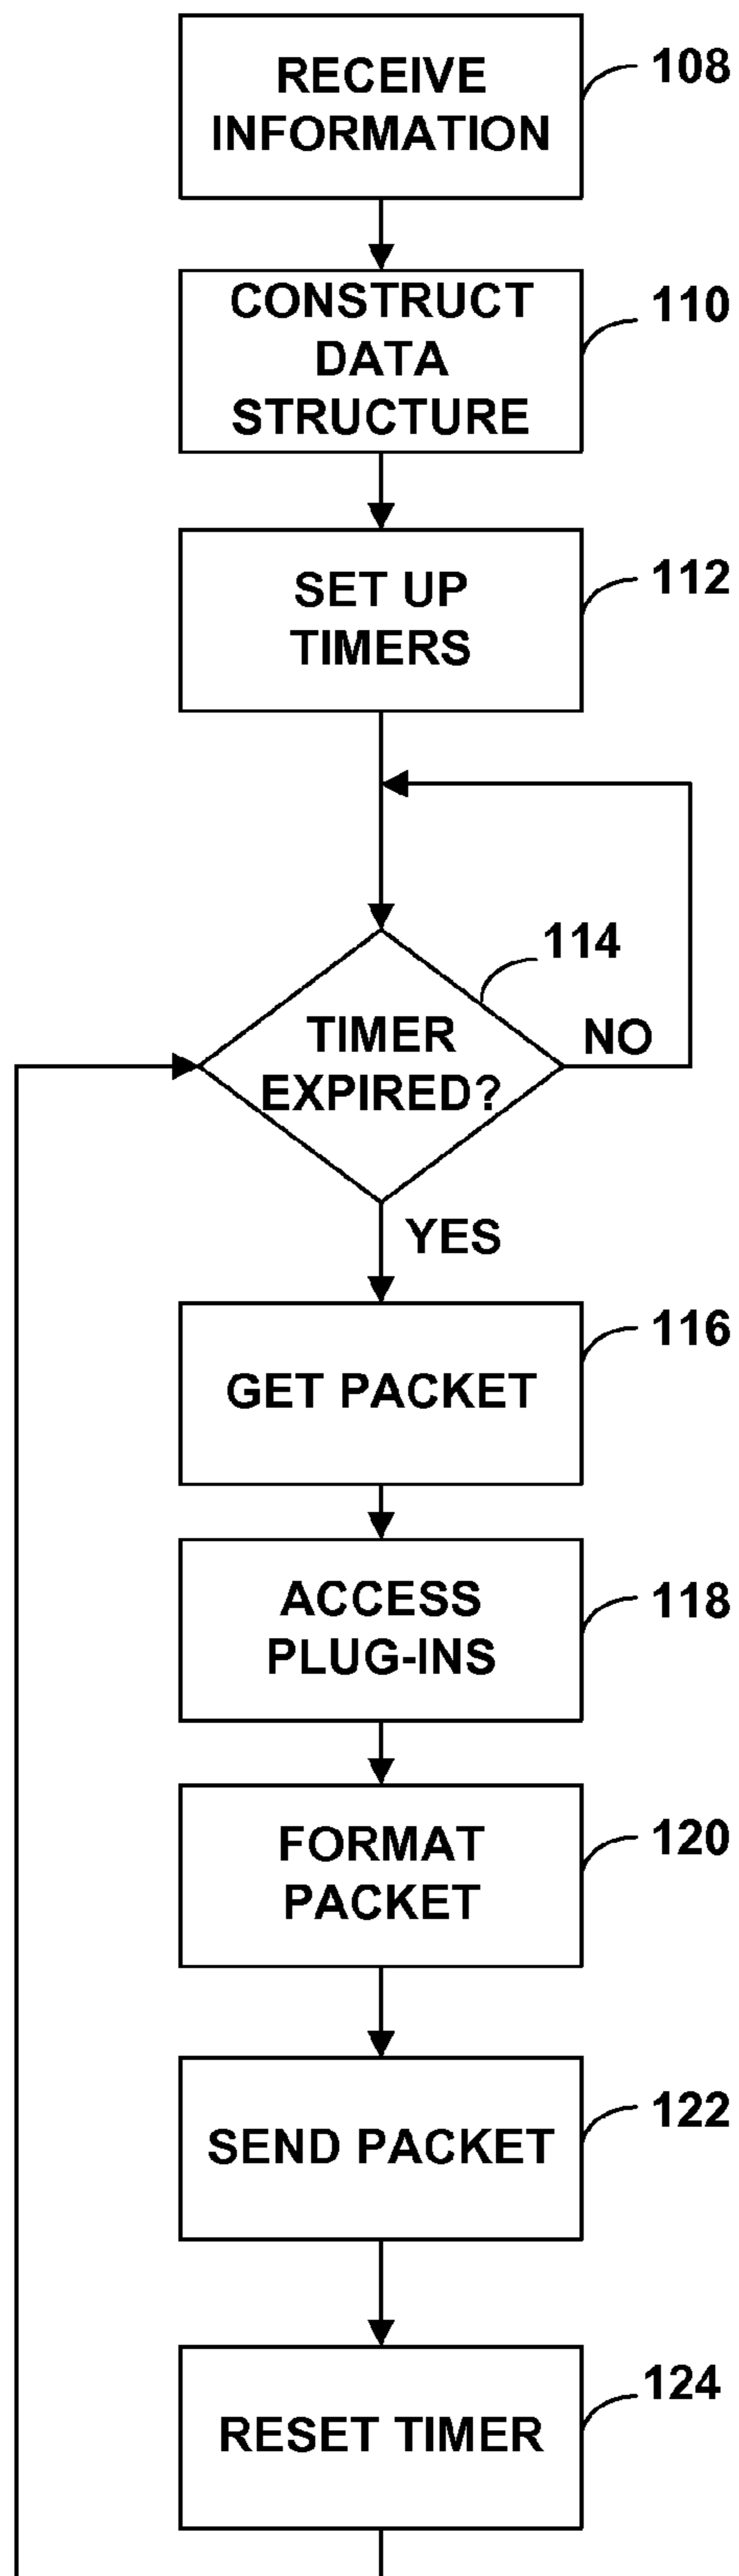 RECEIVE
INFORMATION
108
CONSTRUCT
DATA
STRUCTURE
110
SET UP
TIMERS
112
114
TIMER
EXPIRED?
NO
YES
GET PACKET
116
ACCESS
PLUG-INS
118
FORMAT
PACKET
120
SEND PACKET
122
RESET TIMER
124